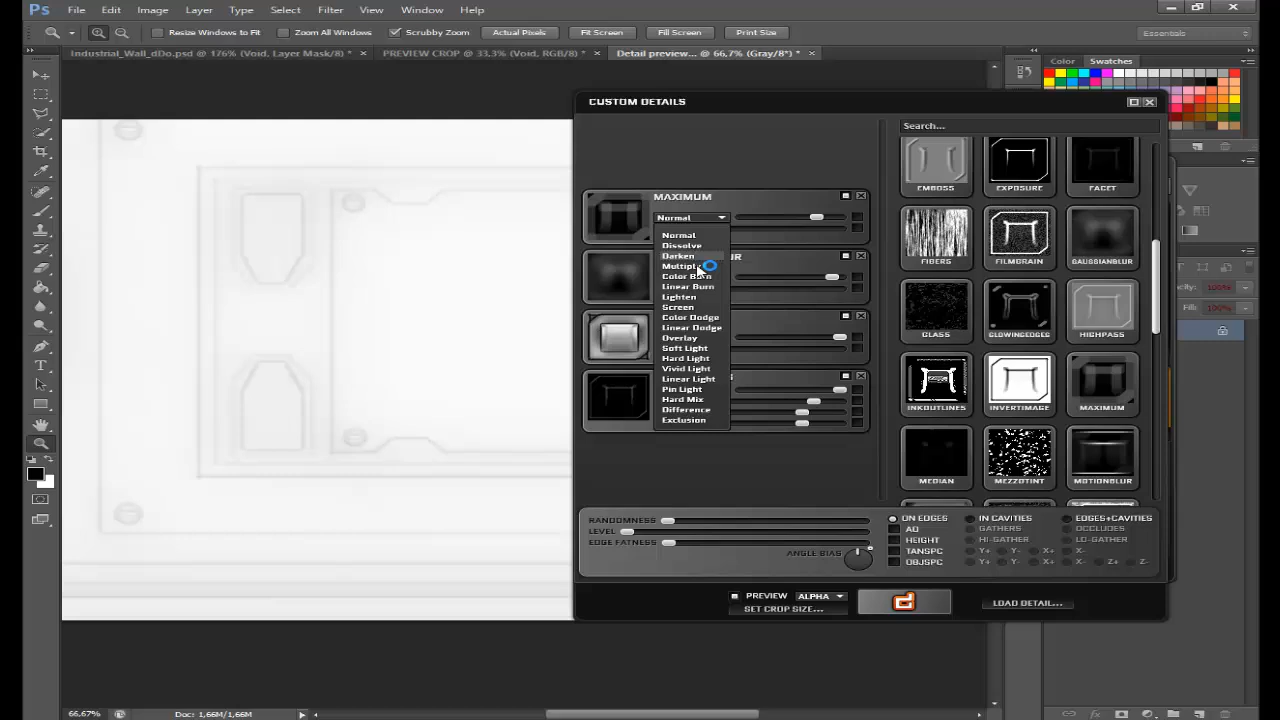 Ps File Edit Image Layer Type Select Filter View Window Help
Resize Windows to Fit Zoom All Windows Scrubby Zoom Actual Pixels Fit Screen Fill Screen Print Size Essentials
Industrial_Wall_dDo.psd @ 176% (Void, Layer Mask/8) * × PREVIEW CROP @ 33,3% (Void, RGB/8) * × Detail preview... @ 66,7% (Gray/8*) * ×
Color Swatches
CUSTOM DETAILS
Search...
EMBOSS EXPOSURE FACET
MAXIMUM
Normal
Normal
Dissolve
Darken
Color Burn
Linear Burn
Lighten
Screen
Color Dodge
Linear Dodge
Overlay
Soft Light
Hard Light
Vivid Light
Linear Light
Pin Light
Hard Mix
Difference
Exclusion
UR
FIBERS FILMGRAIN GAUSSIANBLUR
GLASS GLOWINGEDGES HIGHPASS
INKOUTLINES INVERTIMAGE MAXIMUM
MEDIAN MEZZOTINT MOTIONBLUR
100%
Fill: 100%
RANDOMNESS
LEVEL
EDGE FATNESS
ANGLE BIAS
ON EDGES IN CAVITIES EDGES+CAVITIES
AO GATHERS OCCLUDES
HEIGHT HI-GATHER LO-GATHER
TANSPC Y+ Y- X+ X-
OBJSPC Y+ Y- X+ X- Z+ Z-
PREVIEW ALPHA
SET CROP SIZE...
LOAD DETAIL...
66,67% Doc: 1,66M/1,66M